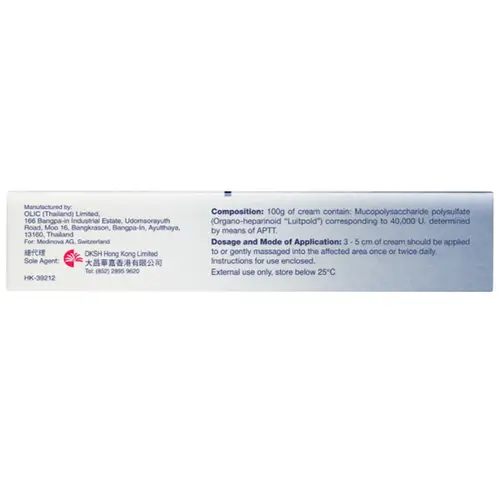 Manufactured by:
OLIC (Thailand) Limited,
166 Bangpa-in Industrial Estate, Udomsorayuth
Road, Moo 16, Bangkrason, Bangpa-In, Ayutthaya,
13160, Thailand
For: Medinova AG, Switzerland
總代理
Sole Agent:
DKSH Hong Kong Limited
大昌華嘉香港有限公司
Tel: (852) 2895 9620
HK-39212
Composition: 100g of cream contain: Mucopolysaccharide polysulfate
(Organo-heparinoid "Luitpold") corresponding to 40,000 U. determined
by means of APTT.
Dosage and Mode of Application: 3 - 5 cm of cream should be applied
to or gently massaged into the affected area once or twice daily.
Instructions for use enclosed.
External use only, store below 25°C